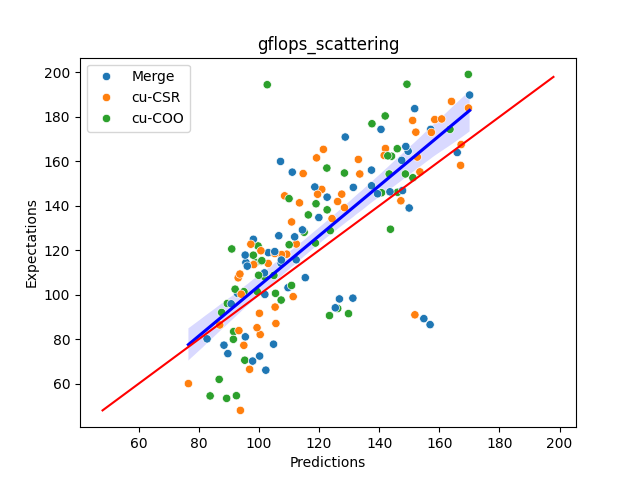 gflops_scattering
Merge
cu-CSR
cu-COO
Expectations
200
180
160
140
120
100
80
60
60 80 100 120 140 160 180 200
Predictions